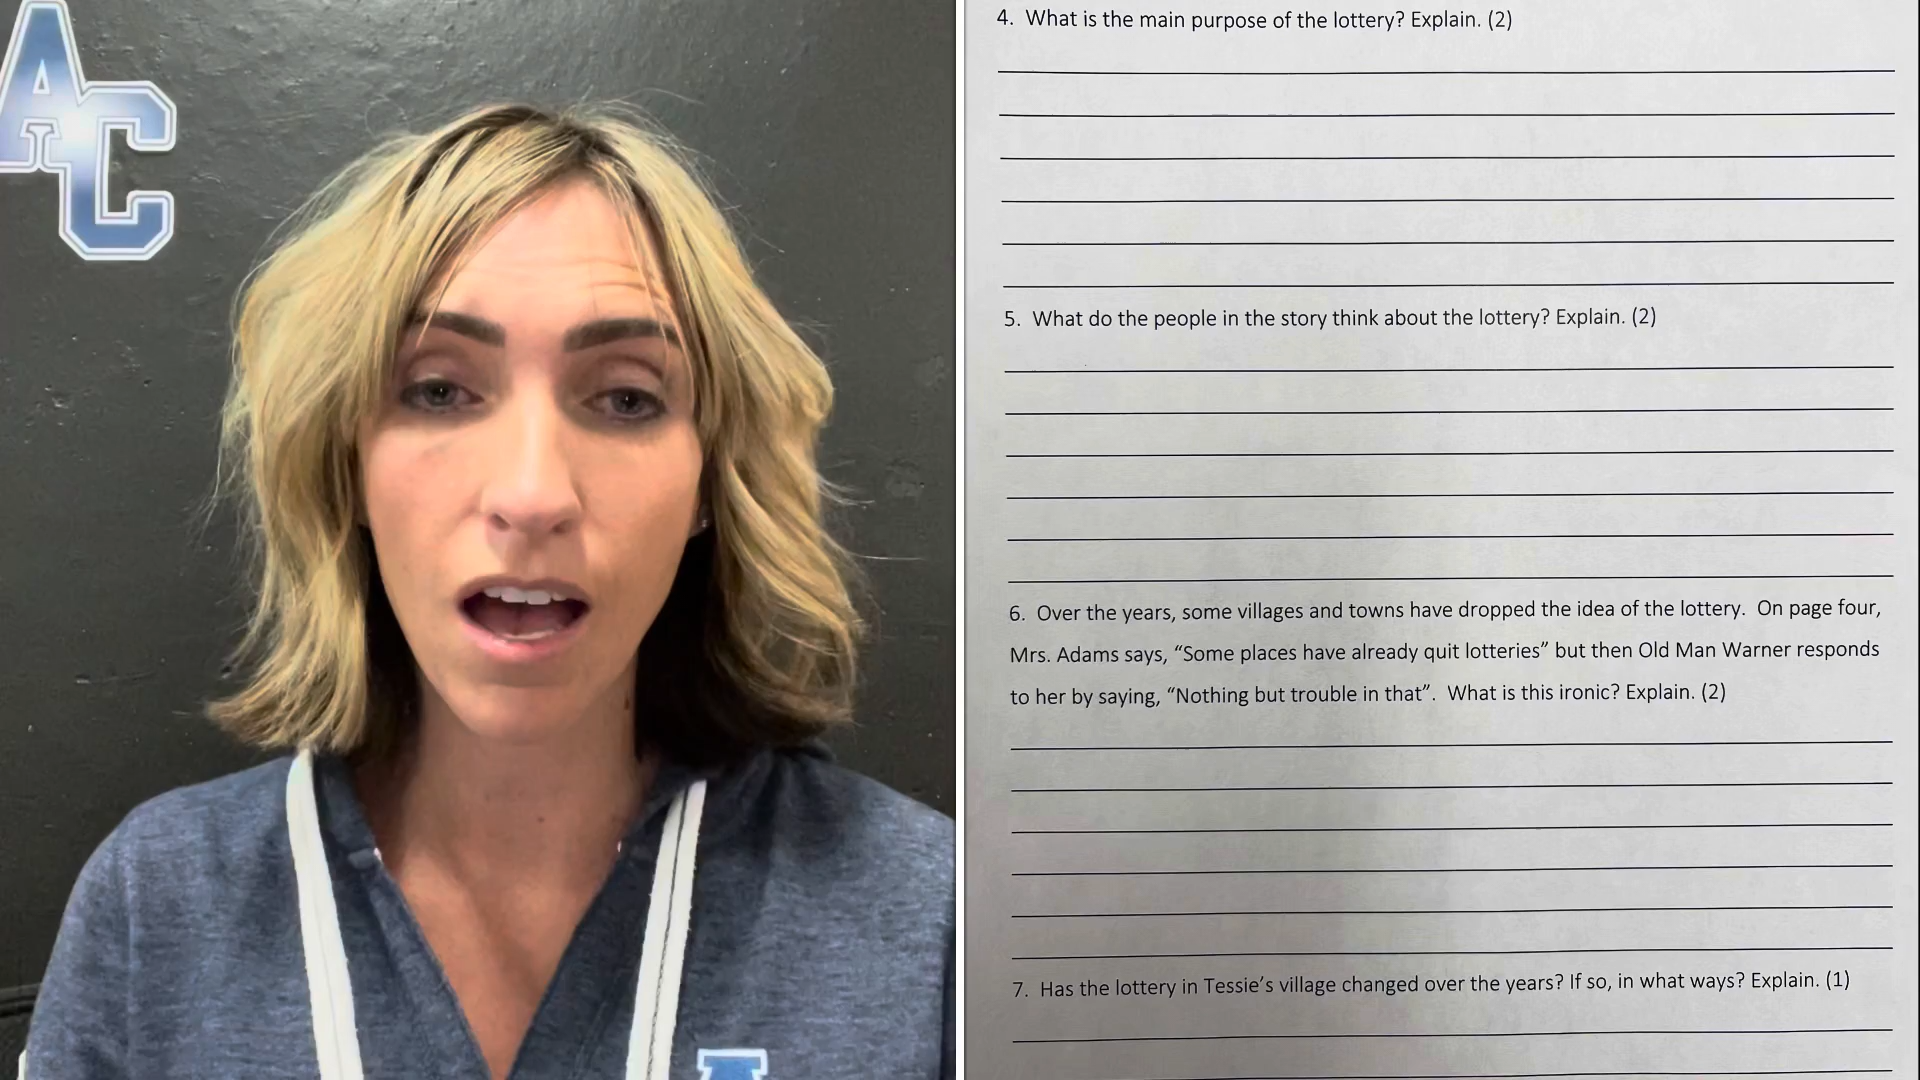 AC
4. What is the main purpose of the lottery? Explain. (2)
5. What do the people in the story think about the lottery? Explain. (2)
6. Over the years, some villages and towns have dropped the idea of the lottery. On page four,
Mrs. Adams says, “Some places have already quit lotteries” but then Old Man Warner responds
to her by saying, “Nothing but trouble in that”. What is this ironic? Explain. (2)
7. Has the lottery in Tessie’s village changed over the years? If so, in what ways? Explain. (1)
A